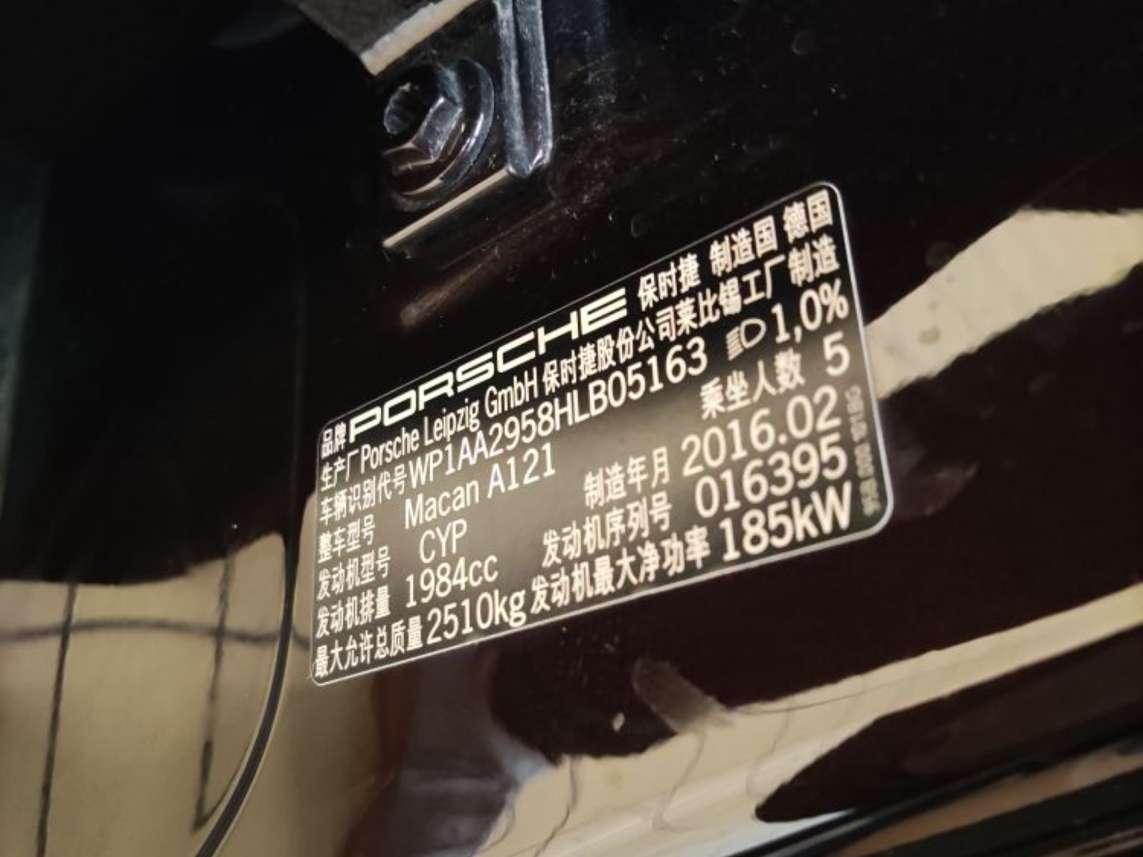 品牌 PORSCHE 保时捷 制造国 德国
生产厂 Porsche Leipzig GmbH 保时捷股份公司莱比锡工厂制造
车辆识别代号 WP1AA2958HLB05163 1,0%
整车型号 Macan A121 乘坐人数 5
发动机型号 CYP 制造年月 2016.02
发动机排量 1984cc 发动机序列号 016395
最大允许总质量 2510kg 发动机最大净功率 185kW